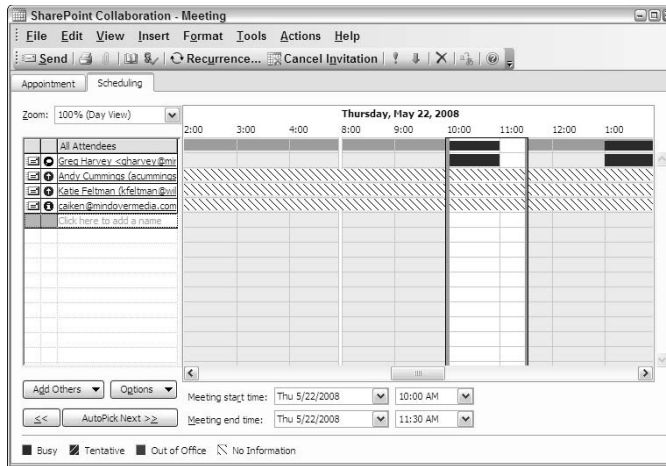 SharePoint Collaboration - Meeting
File Edit View Insert Format Tools Actions Help
Send Recurrence... Cancel Invitation
Appointment Scheduling
Zoom: 100% (Day View)
Thursday, May 22, 2008
2:00 3:00 4:00 8:00 9:00 10:00 11:00 12:00 1:00
All Attendees
Greg Harvey <gharvey@mi
Andy Cummings (acummings
Katie Feltman (kfeltman@wil
caiken@mindovermedia.com
Click here to add a name
Add Others Options
Meeting start time: Thu 5/22/2008 10:00 AM
<< AutoPick Next >>
Meeting end time: Thu 5/22/2008 11:30 AM
Busy Tentative Out of Office No Information